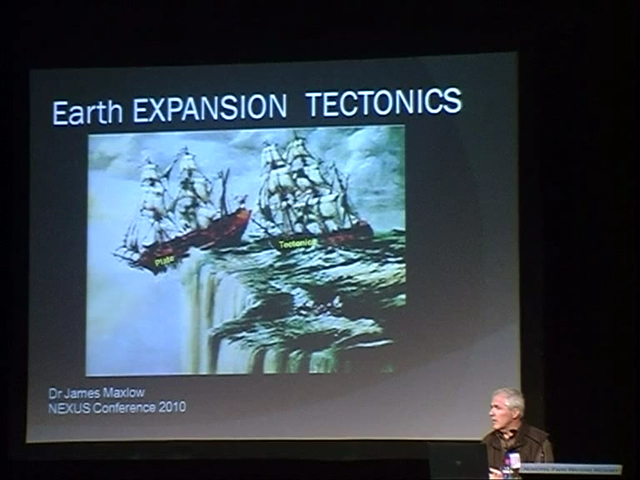 Earth EXPANSION TECTONICS
Plate
Tectonics
Dr James Maxlow
NEXUS Conference 2010